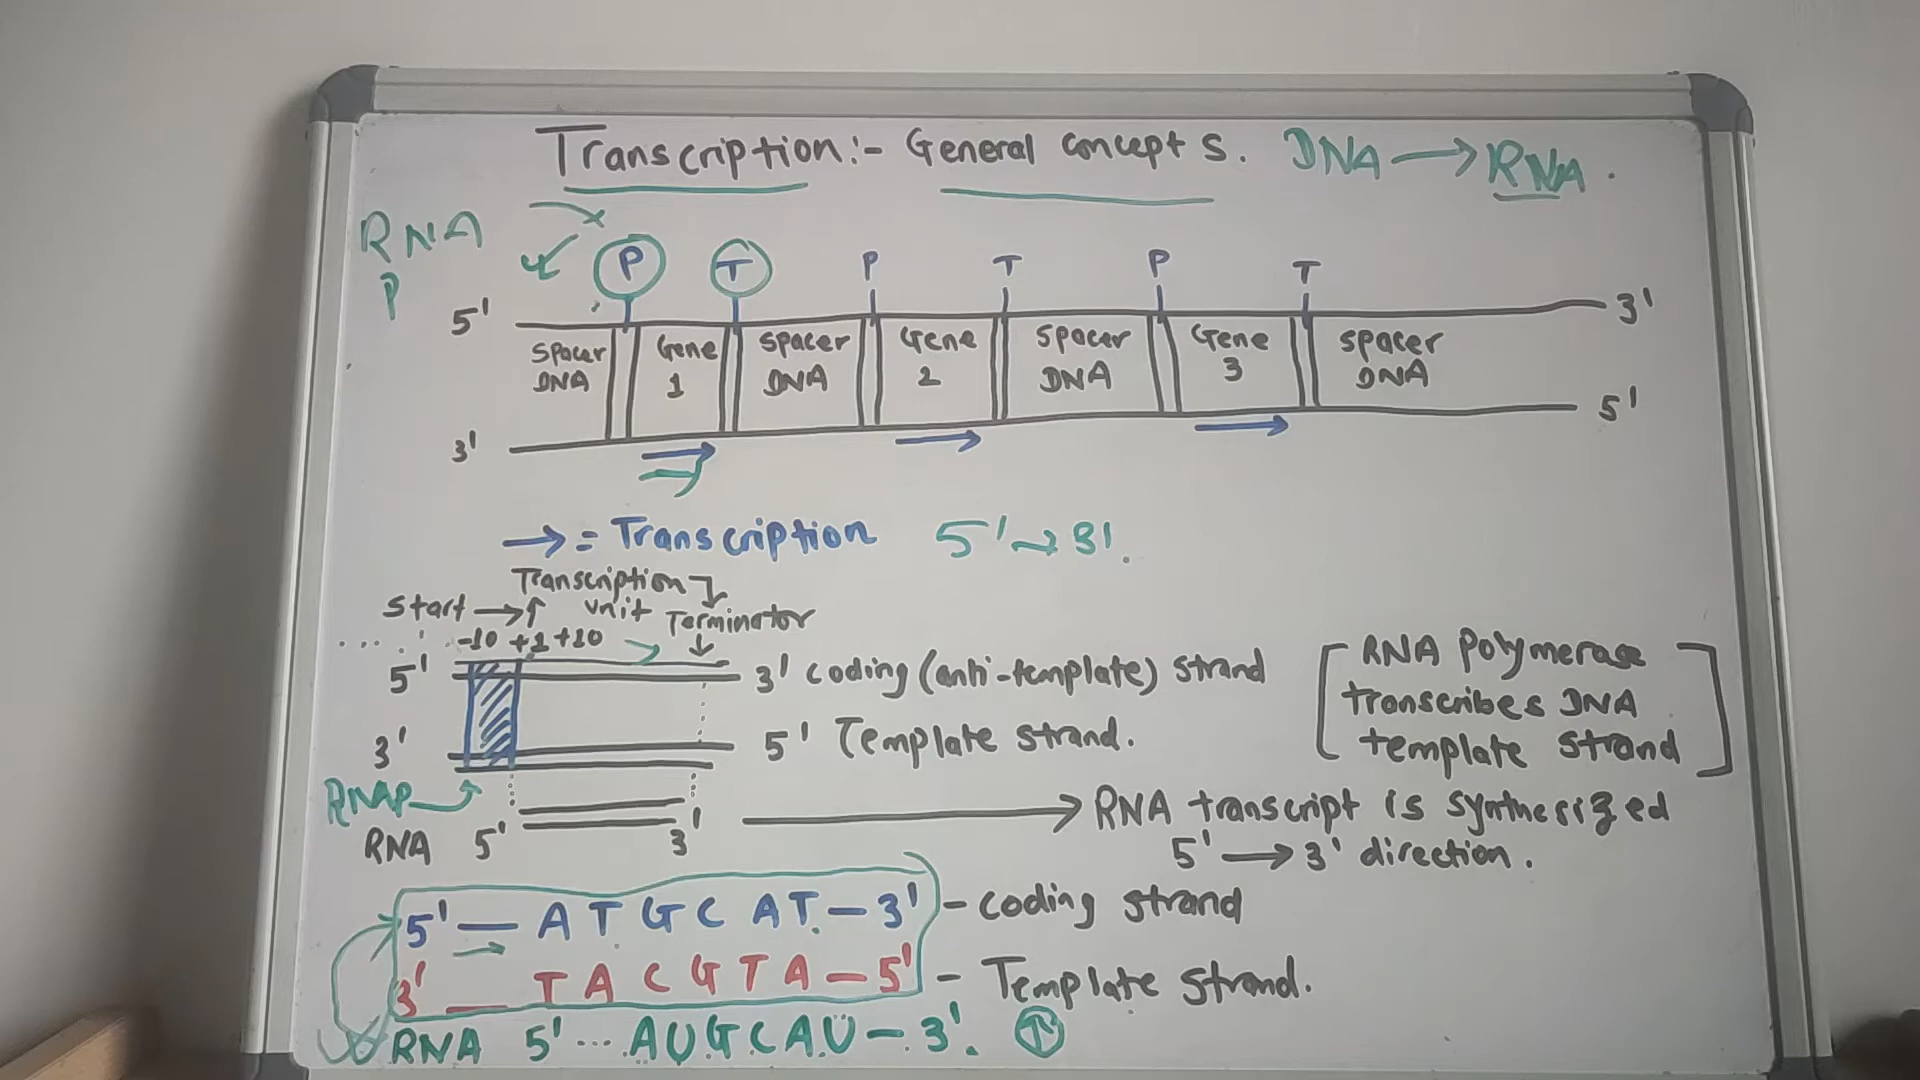 Transcription:- General concepts. DNA → RNA.
RNA
P
P T P T P T
5' 3'
Spacer DNA Gene 1 Spacer DNA Gene 2 Spacer DNA Gene 3 Spacer DNA
3' 5'
→ = Transcription 5' → 3'.
Transcription unit
Start → Terminator
-10 +1 +10
5' 3' coding (anti-template) strand
3' 5' Template strand.
[RNA Polymerase
transcribes DNA
template strand]
RNAP
RNA 5' 3' → RNA transcript is synthesized
5' → 3' direction.
5' — ATGCAT — 3' - coding strand
3' — TACGTA — 5' - Template strand.
RNA 5' ... AUGCAU - 3'.